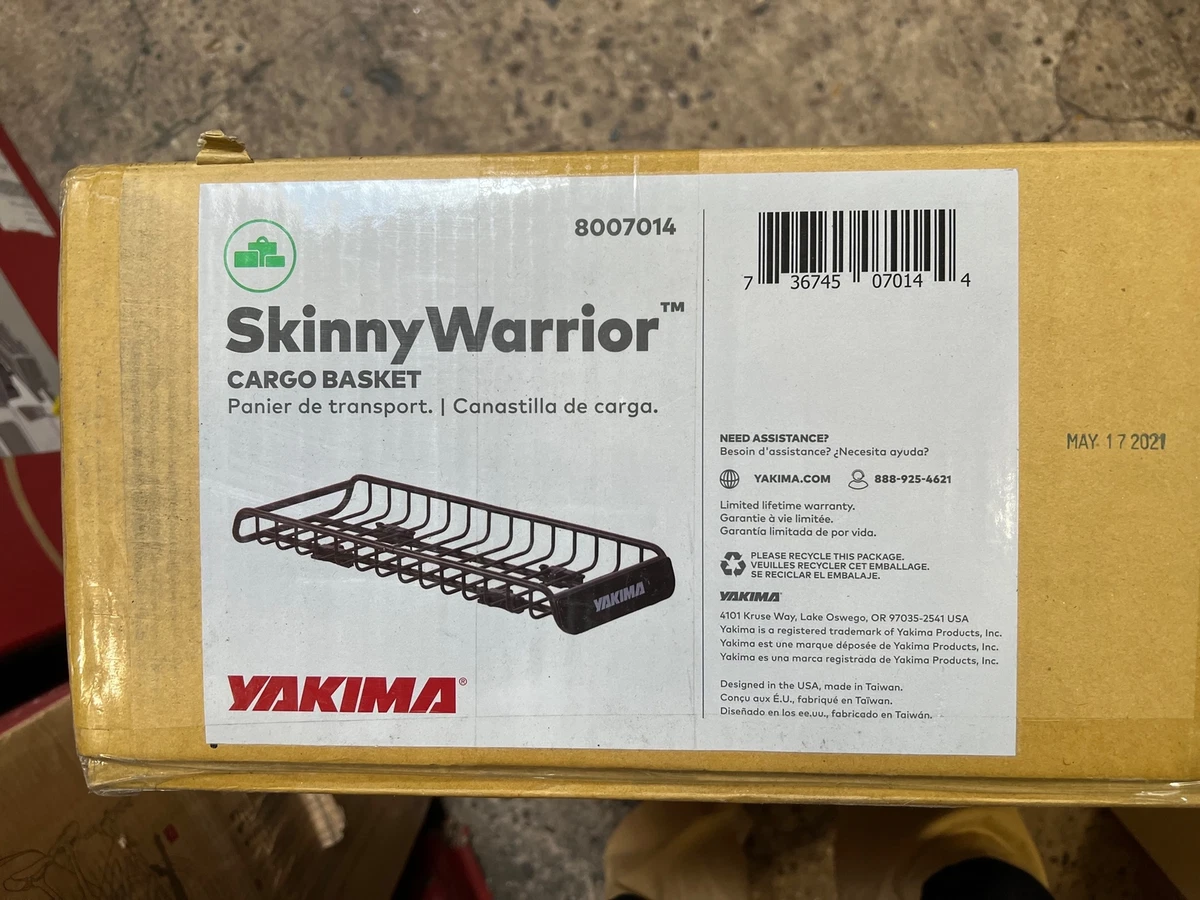 8007014
SkinnyWarrior™
CARGO BASKET
Panier de transport. | Canastilla de carga.
YAKIMA
YAKIMA®
7 36745 07014 4
NEED ASSISTANCE?
Besoin d'assistance? ¿Necesita ayuda?
YAKIMA.COM 888-925-4621
Limited lifetime warranty.
Garantie à vie limitée.
Garantía limitada de por vida.
PLEASE RECYCLE THIS PACKAGE.
VEUILLES RECYCLER CET EMBALLAGE.
SE RECICLAR EL EMBALAJE.
YAKIMA
4101 Kruse Way, Lake Oswego, OR 97035-2541 USA
Yakima is a registered trademark of Yakima Products, Inc.
Yakima est une marque déposée de Yakima Products, Inc.
Yakima es una marca registrada de Yakima Products, Inc.
Designed in the USA, made in Taiwan.
Conçu aux É.U., fabriqué en Taïwan.
Diseñado en los ee.uu., fabricado en Taiwán.
MAY 17 2021